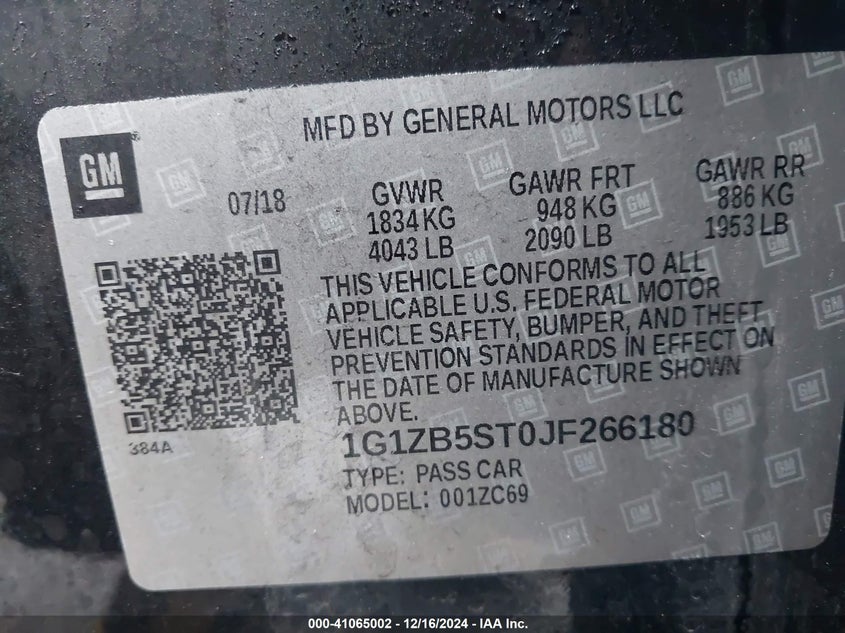 MFD BY GENERAL MOTORS LLC
GM
07/18
GVWR
1834 KG
4043 LB
GAWR FRT
948 KG
2090 LB
GAWR RR
886 KG
1953 LB
THIS VEHICLE CONFORMS TO ALL
APPLICABLE U.S. FEDERAL MOTOR
VEHICLE SAFETY, BUMPER, AND THEFT
PREVENTION STANDARDS IN EFFECT ON
THE DATE OF MANUFACTURE SHOWN
ABOVE.
384A
1G1ZB5ST0JF266180
TYPE: PASS CAR
MODEL: 001ZC69
000-41065002 - 12/16/2024 - IAA Inc.